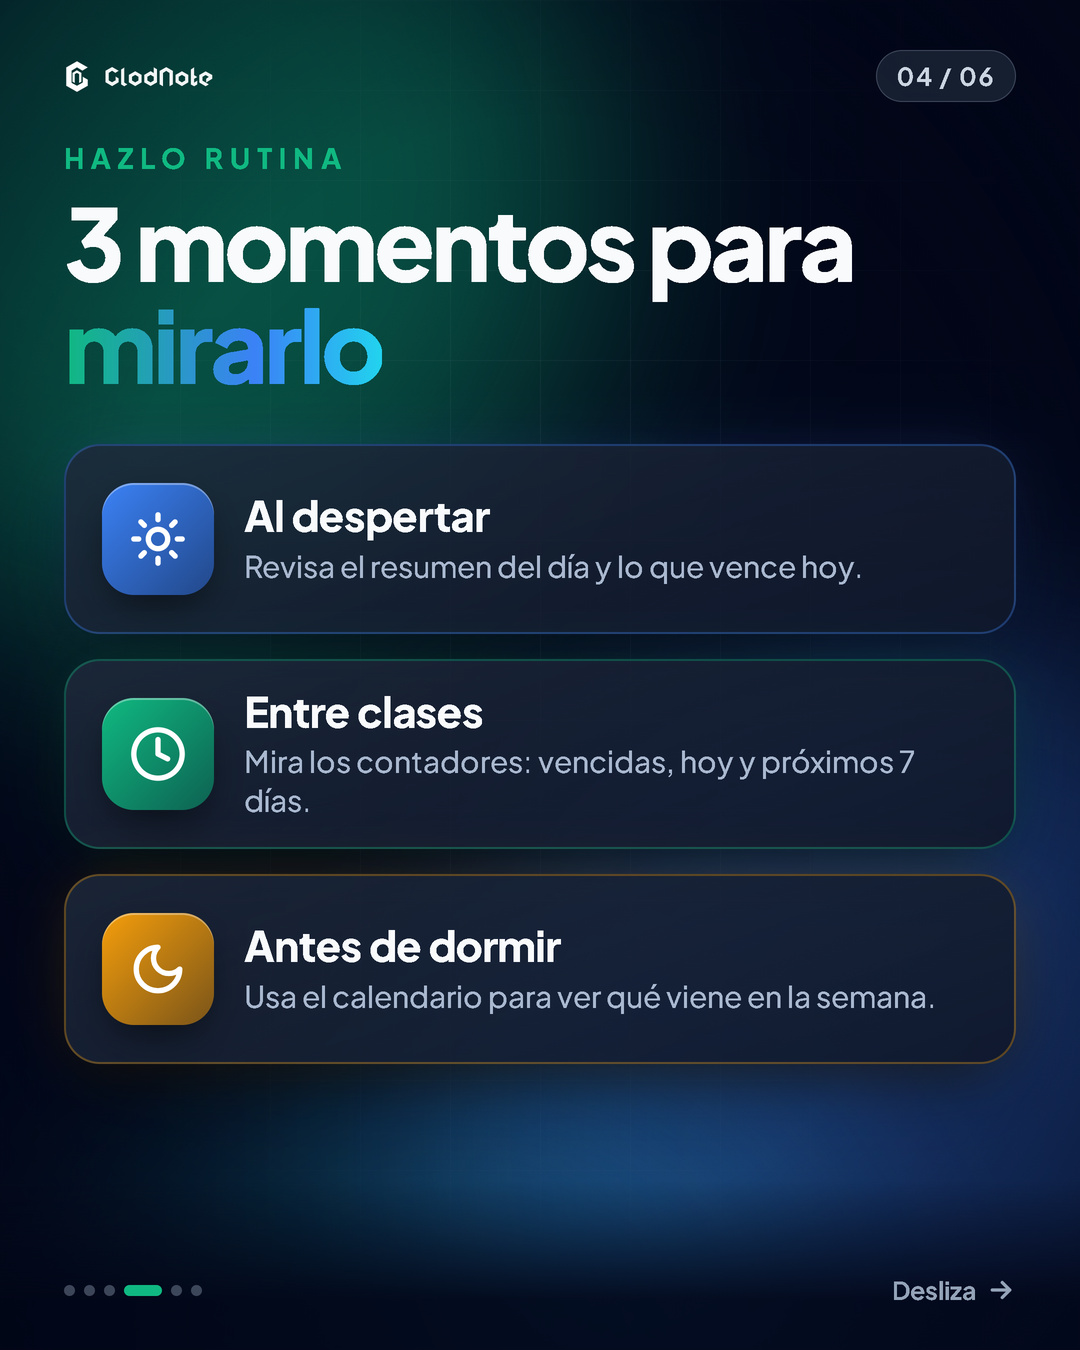 ClodNote
04 / 06
HAZLO RUTINA
3 momentos para
mirarlo
Al despertar
Revisa el resumen del día y lo que vence hoy.
Entre clases
Mira los contadores: vencidas, hoy y próximos 7
días.
Antes de dormir
Usa el calendario para ver qué viene en la semana.
Desliza →